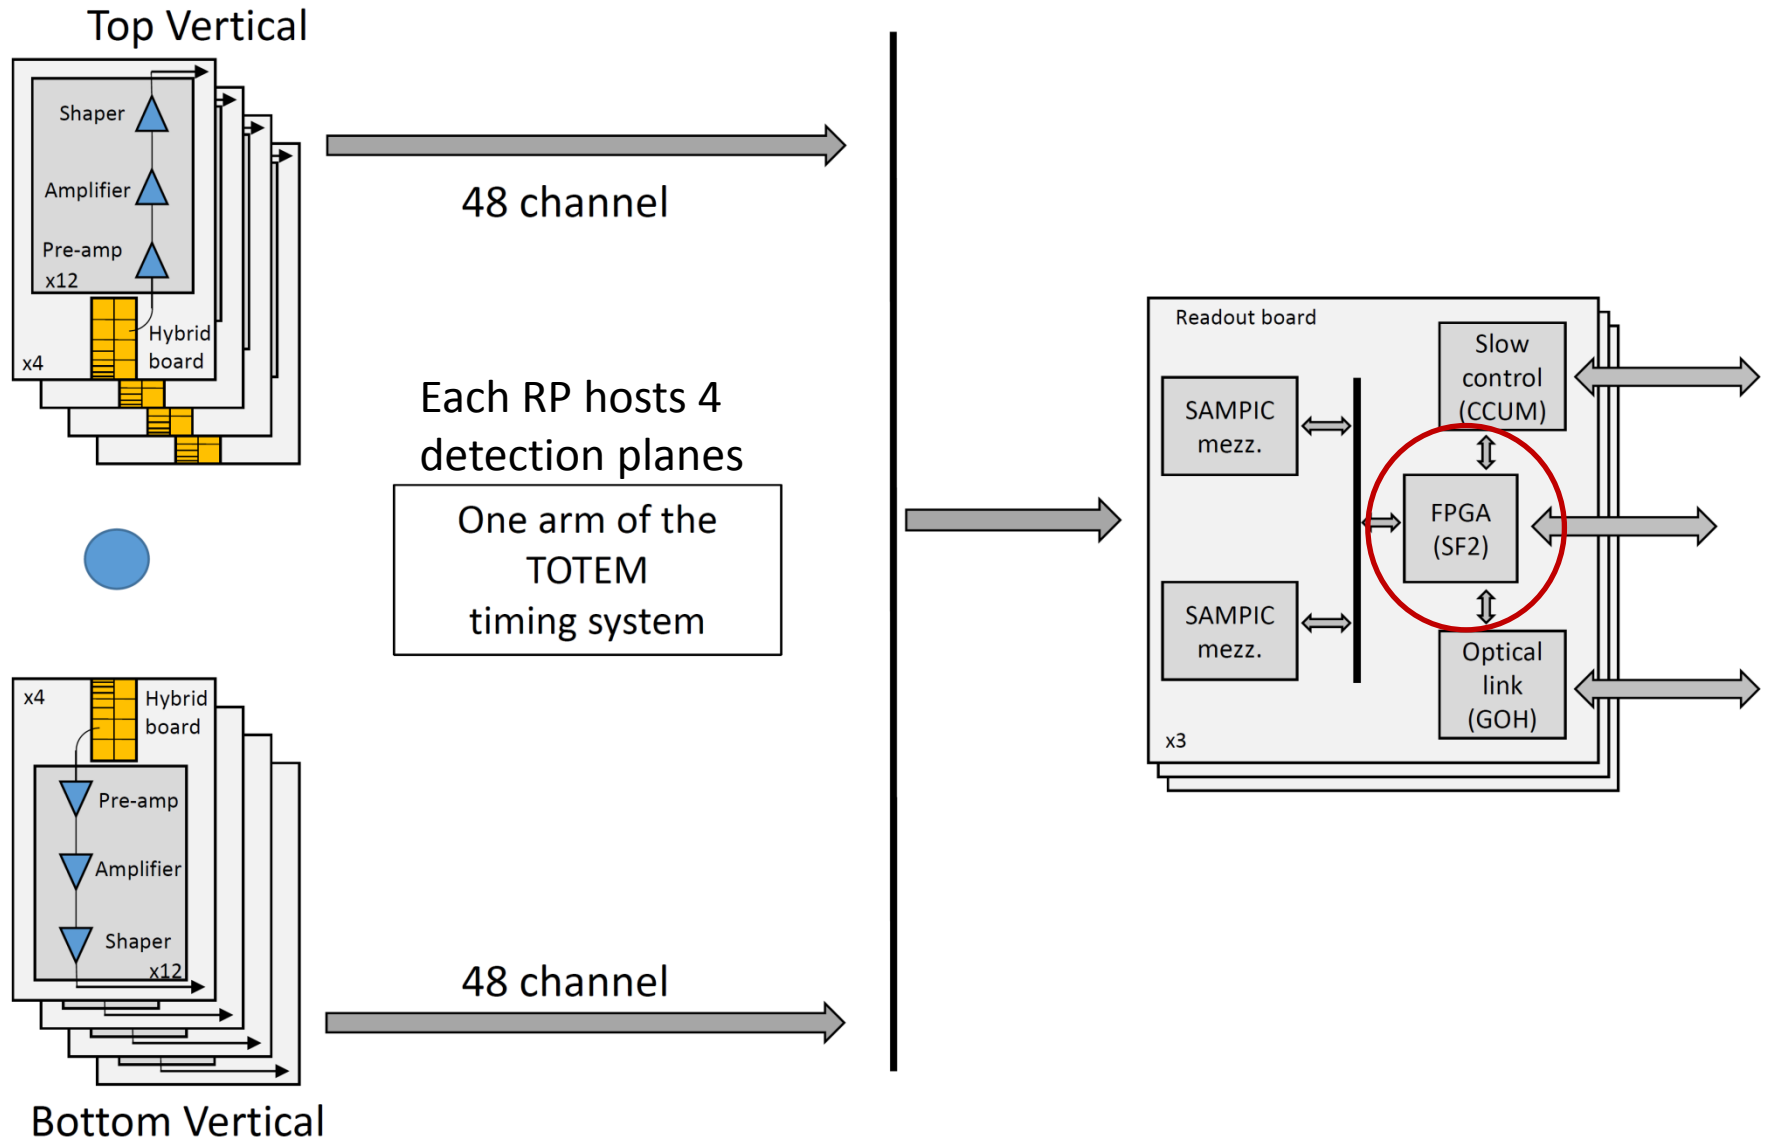 Top Vertical
Shaper
Amplifier
Pre-amp
x12
Hybrid
board
x4
48 channel
Each RP hosts 4
detection planes
One arm of the
TOTEM
timing system
x4
Hybrid
board
Pre-amp
Amplifier
Shaper
x12
48 channel
Bottom Vertical
Readout board
SAMPIC
mezz.
SAMPIC
mezz.
Slow
control
(CCUM)
FPGA
(SF2)
Optical
link
(GOH)
x3